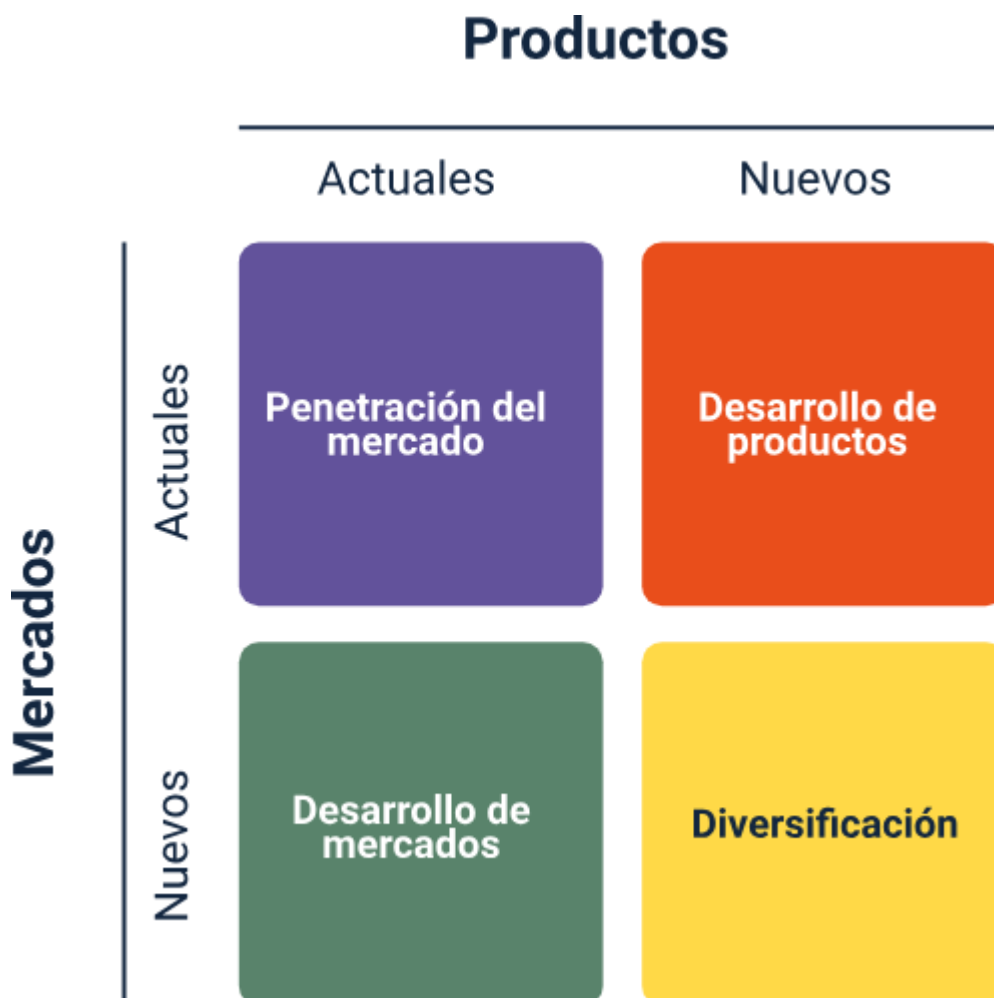 Productos
Actuales
Nuevos
Mercados
Actuales
Penetración del
mercado
Desarrollo de
productos
Nuevos
Desarrollo de
mercados
Diversificación